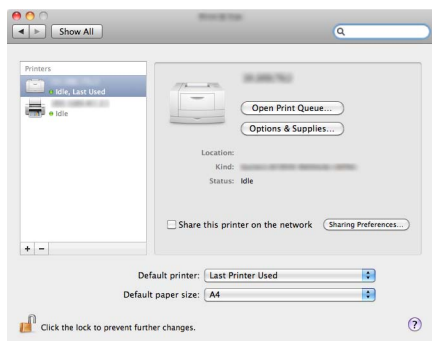 Show All
Printers
Idle, Last Used
Idle
Open Print Queue...
Options & Supplies...
Location:
Kind:
Status: Idle
Share this printer on the network
Sharing Preferences...
+ −
Default printer: Last Printer Used
Default paper size: A4
Click the lock to prevent further changes.
?